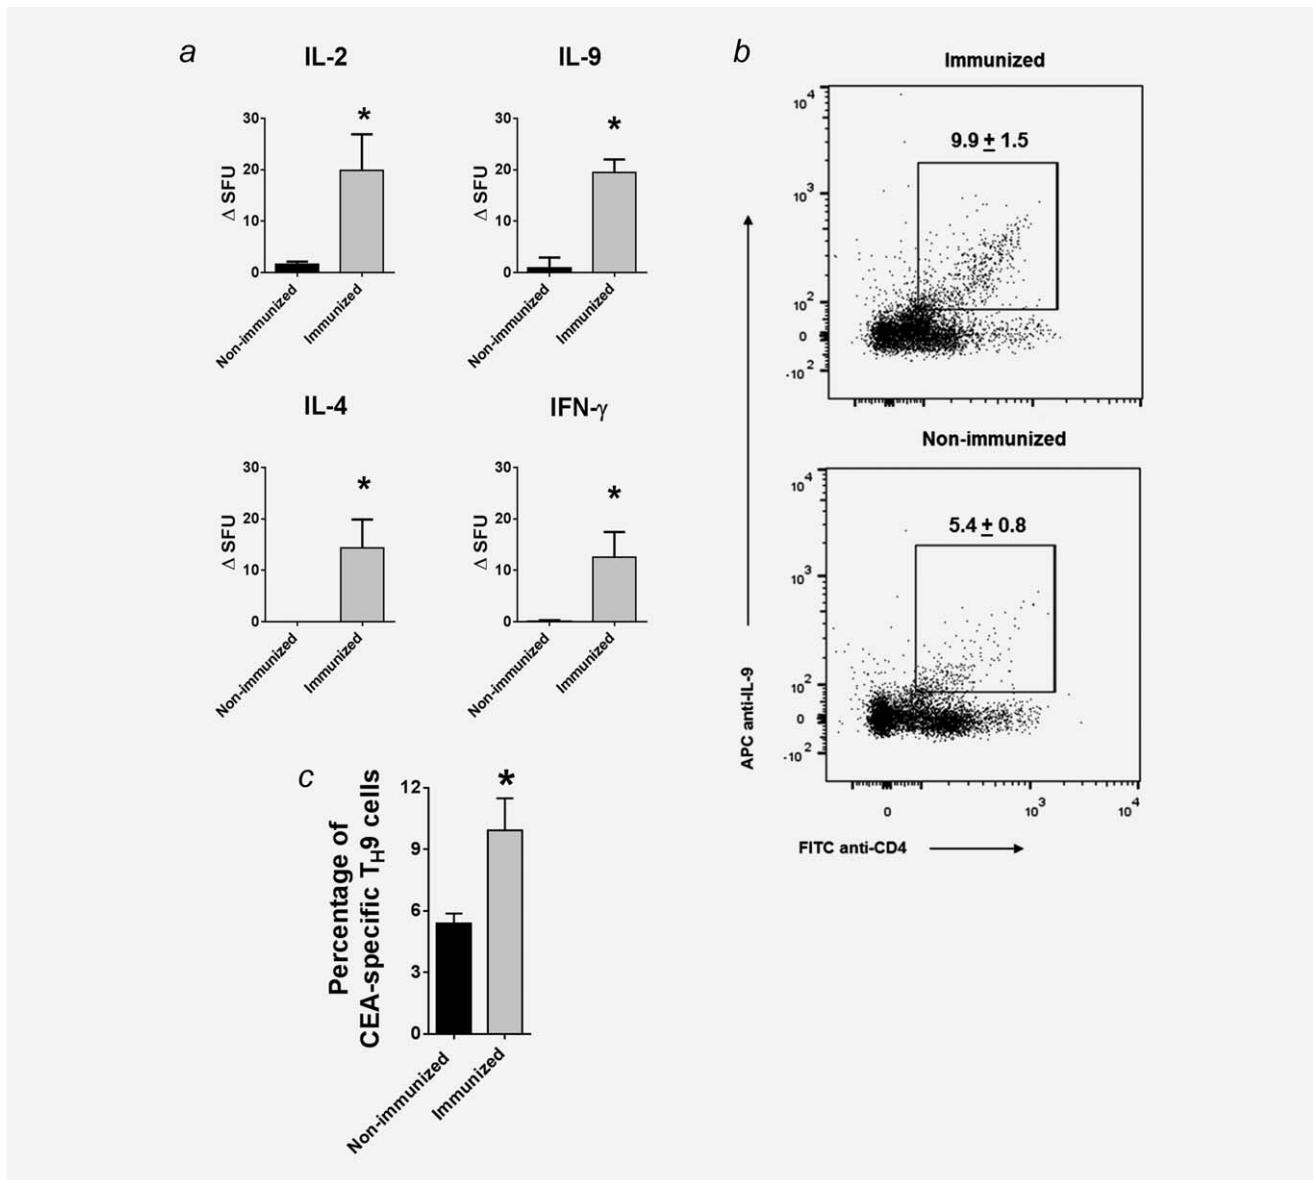 a
IL-2
30
20
10
0
Δ SFU
*
Non-immunized
Immunized
IL-9
30
20
10
0
Δ SFU
*
Non-immunized
Immunized
IL-4
30
20
10
0
Δ SFU
*
Non-immunized
Immunized
IFN-γ
30
20
10
0
Δ SFU
*
Non-immunized
Immunized
b
Immunized
9.9 ± 1.5
10⁴
10³
10²
0
-10²
Non-immunized
5.4 ± 0.8
10⁴
10³
10²
0
-10²
0
10³
10⁴
APC anti-IL-9
FITC anti-CD4
c
Percentage of
CEA-specific TH9 cells
12
9
6
3
0
*
Non-immunized
Immunized